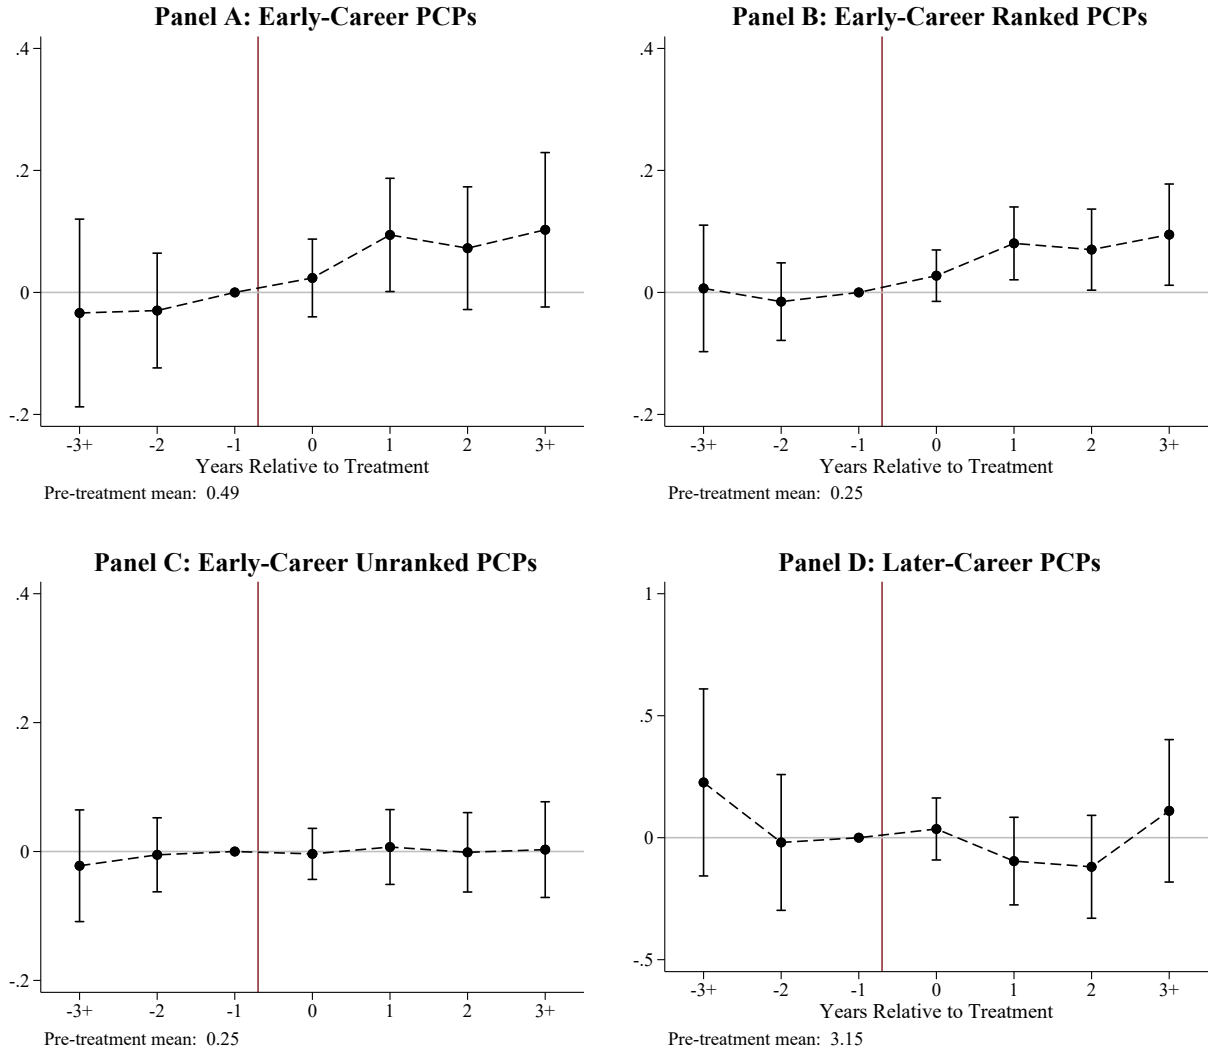 Panel A: Early-Career PCPs
.4
.2
0
-.2
-3+ -2 -1 0 1 2 3+
Years Relative to Treatment
Pre-treatment mean: 0.49
Panel B: Early-Career Ranked PCPs
.4
.2
0
-.2
-3+ -2 -1 0 1 2 3+
Years Relative to Treatment
Pre-treatment mean: 0.25
Panel C: Early-Career Unranked PCPs
.4
.2
0
-.2
-3+ -2 -1 0 1 2 3+
Pre-treatment mean: 0.25
Panel D: Later-Career PCPs
1
.5
0
-.5
-3+ -2 -1 0 1 2 3+
Years Relative to Treatment
Pre-treatment mean: 3.15